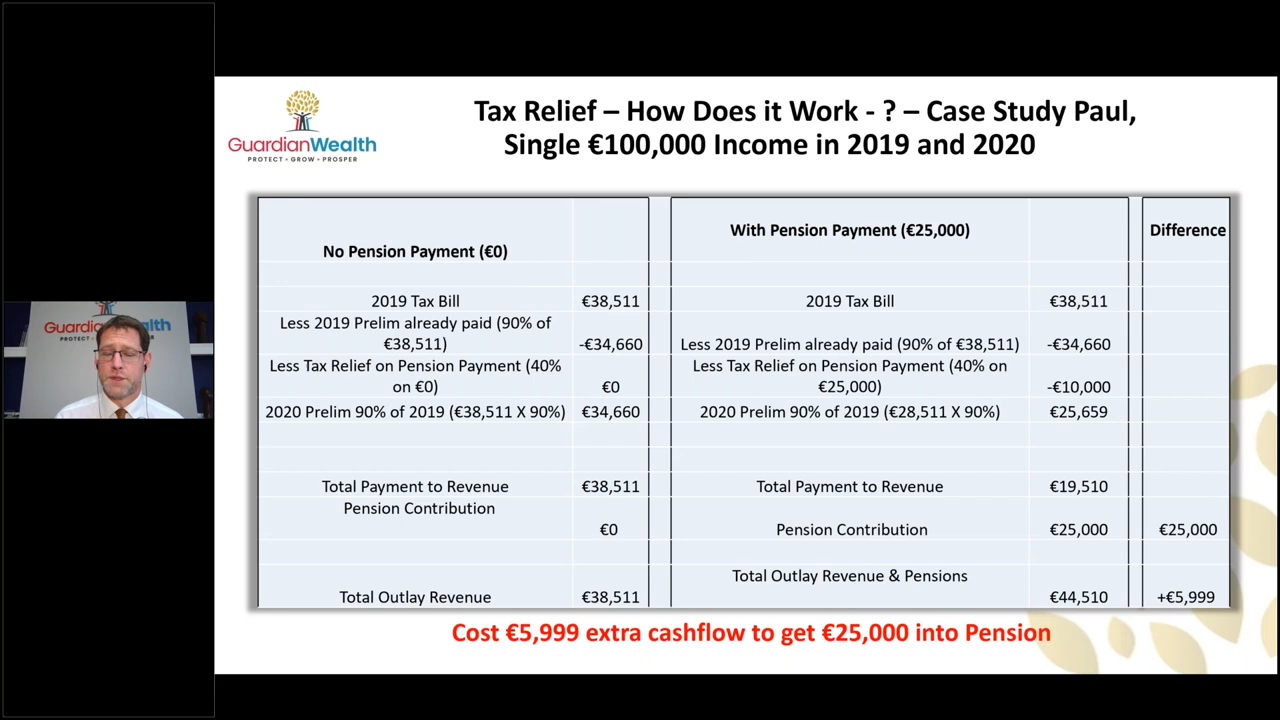 GuardianWealth
PROTECT • GROW • PROSPER
Tax Relief – How Does it Work - ? – Case Study Paul,
Single €100,000 Income in 2019 and 2020
No Pension Payment (€0)
With Pension Payment (€25,000)
Difference
2019 Tax Bill €38,511 2019 Tax Bill €38,511
Less 2019 Prelim already paid (90% of
€38,511) -€34,660 Less 2019 Prelim already paid (90% of €38,511) -€34,660
Less Tax Relief on Pension Payment (40%
on €0) €0
Less Tax Relief on Pension Payment (40% on
€25,000) -€10,000
2020 Prelim 90% of 2019 (€38,511 X 90%) €34,660 2020 Prelim 90% of 2019 (€28,511 X 90%) €25,659
Total Payment to Revenue €38,511 Total Payment to Revenue €19,510
Pension Contribution
€0 Pension Contribution €25,000 €25,000
Total Outlay Revenue & Pensions
Total Outlay Revenue €38,511 €44,510 +€5,999
Cost €5,999 extra cashflow to get €25,000 into Pension